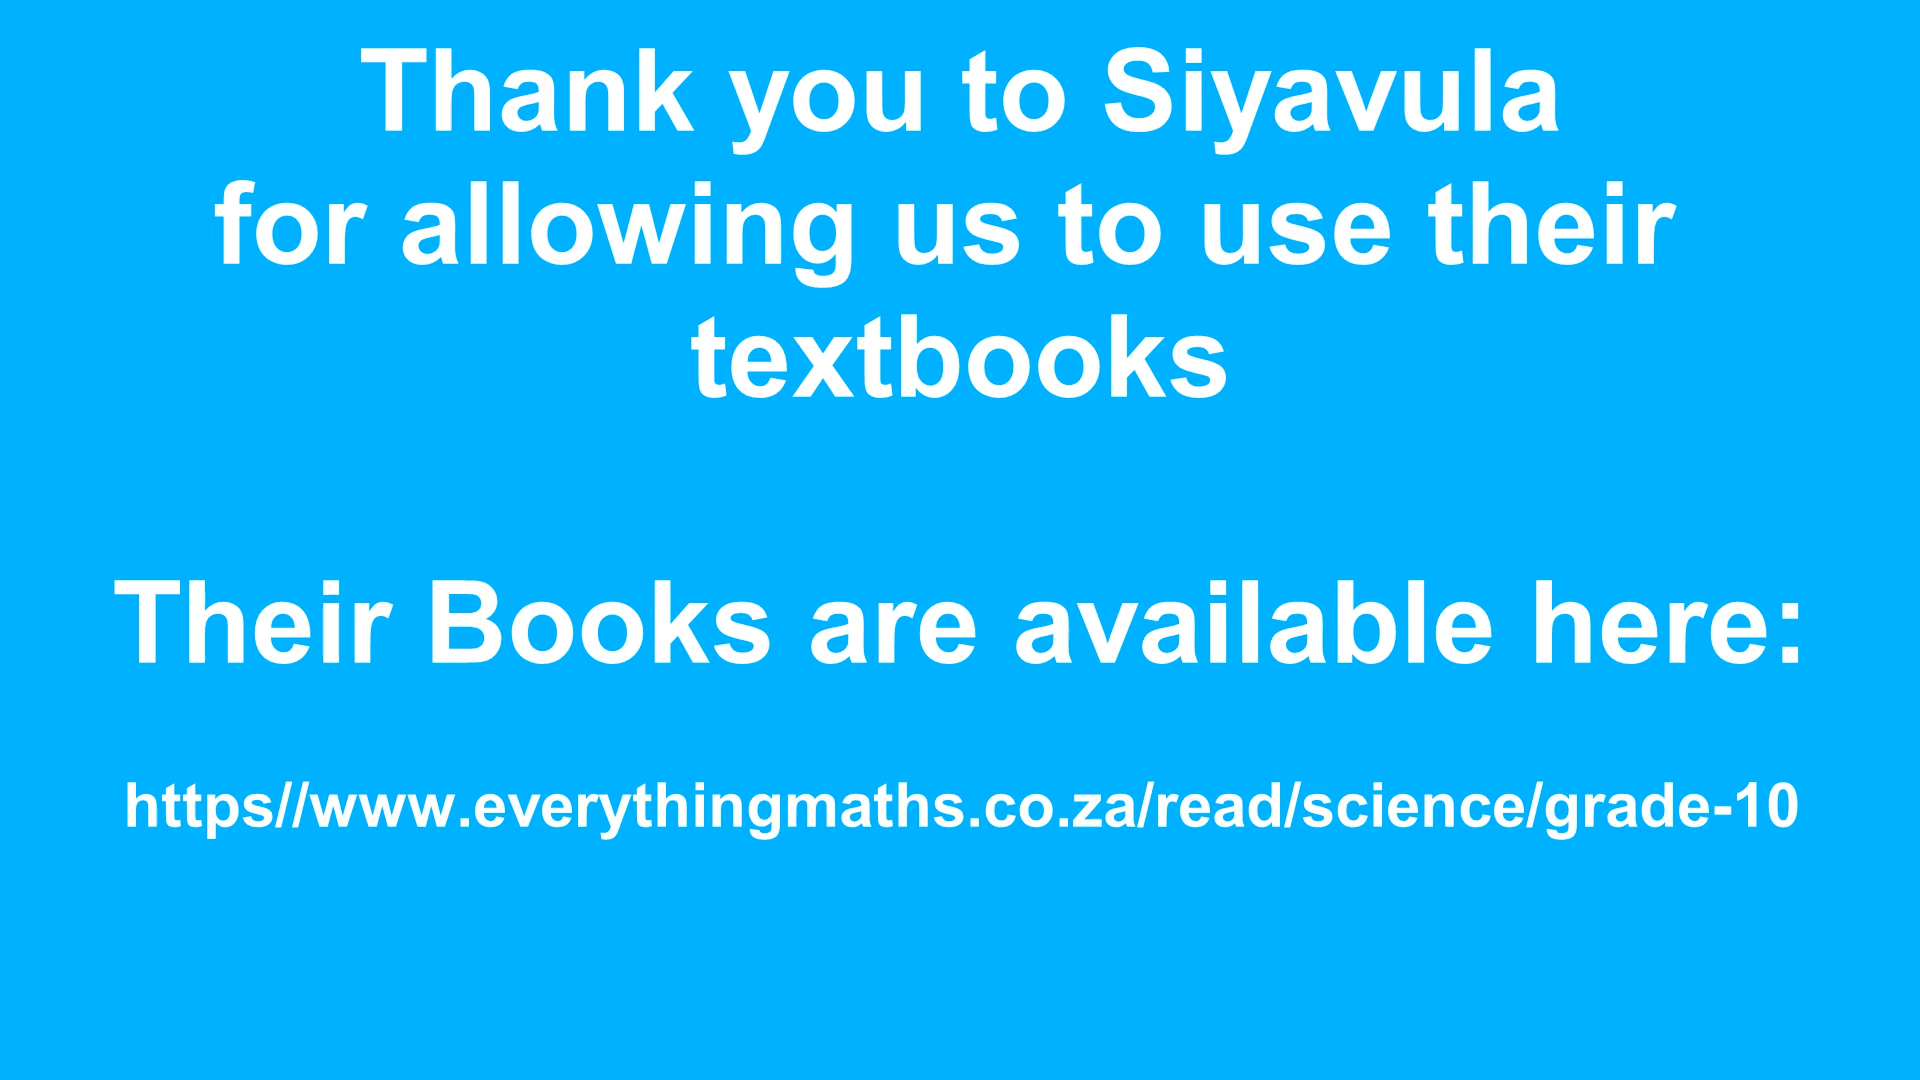 Thank you to Siyavula
for allowing us to use their
textbooks
Their Books are available here:
https//www.everythingmaths.co.za/read/science/grade-10